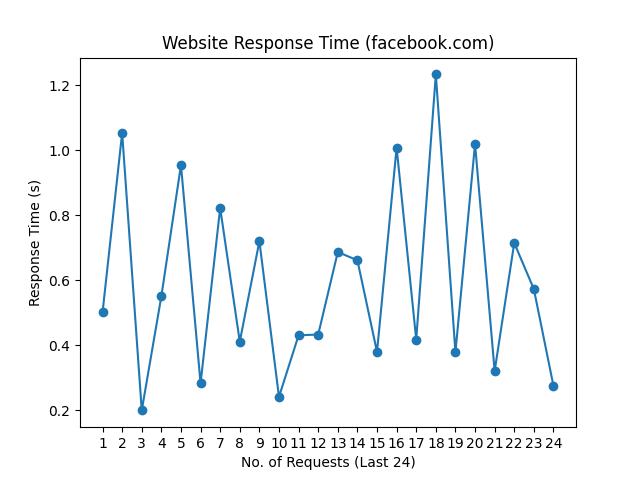 Website Response Time (facebook.com)
Response Time (s)
1.2
1.0
0.8
0.6
0.4
0.2
1 2 3 4 5 6 7 8 9 10 11 12 13 14 15 16 17 18 19 20 21 22 23 24
No. of Requests (Last 24)